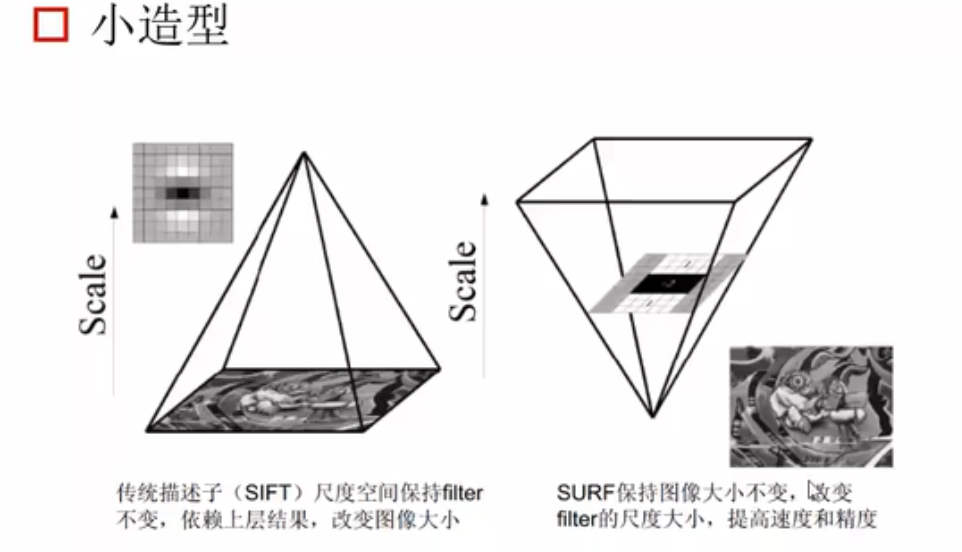 小造型
Scale
Scale
传统描述子（SIFT）尺度空间保持filter
不变，依赖上层结果，改变图像大小
SURF保持图像大小不变，改变
filter的尺度大小，提高速度和精度